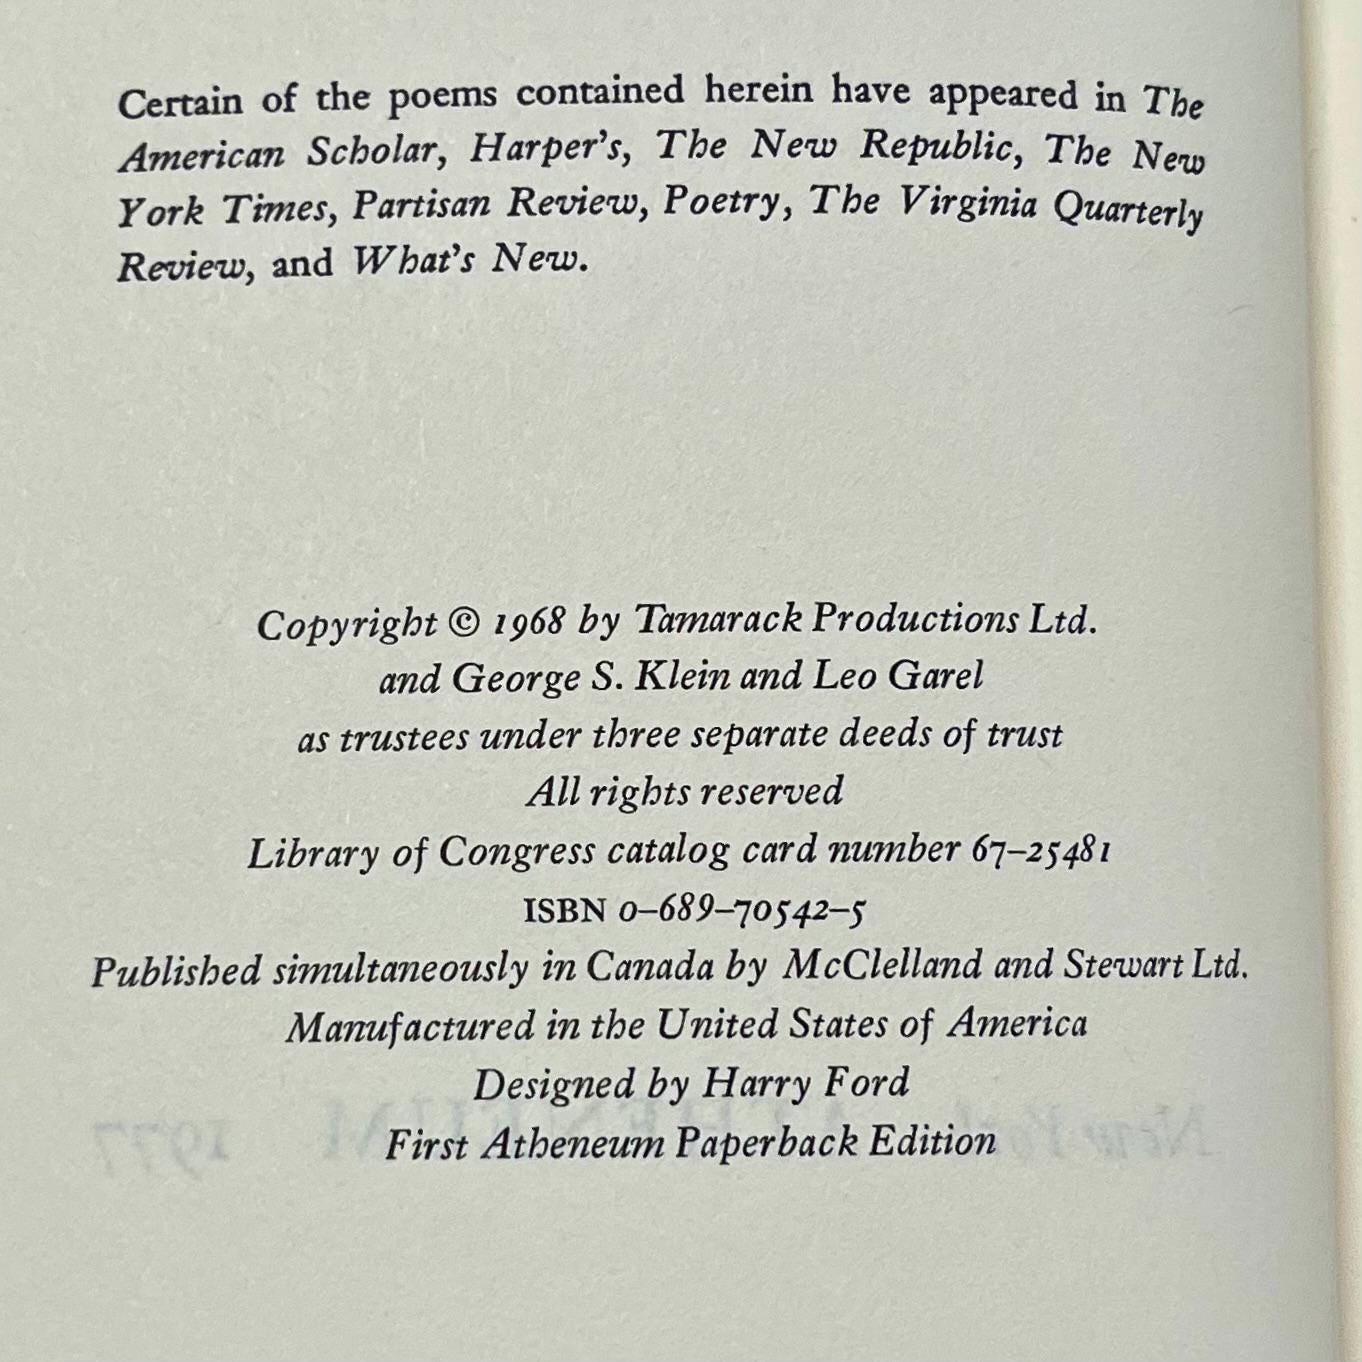 Certain of the poems contained herein have appeared in The
American Scholar, Harper's, The New Republic, The New
York Times, Partisan Review, Poetry, The Virginia Quarterly
Review, and What's New.
Copyright © 1968 by Tamarack Productions Ltd.
and George S. Klein and Leo Garel
as trustees under three separate deeds of trust
All rights reserved
Library of Congress catalog card number 67–25481
ISBN 0–689–70542–5
Published simultaneously in Canada by McClelland and Stewart Ltd.
Manufactured in the United States of America
Designed by Harry Ford
First Atheneum Paperback Edition
New York ATHENEUM 1977